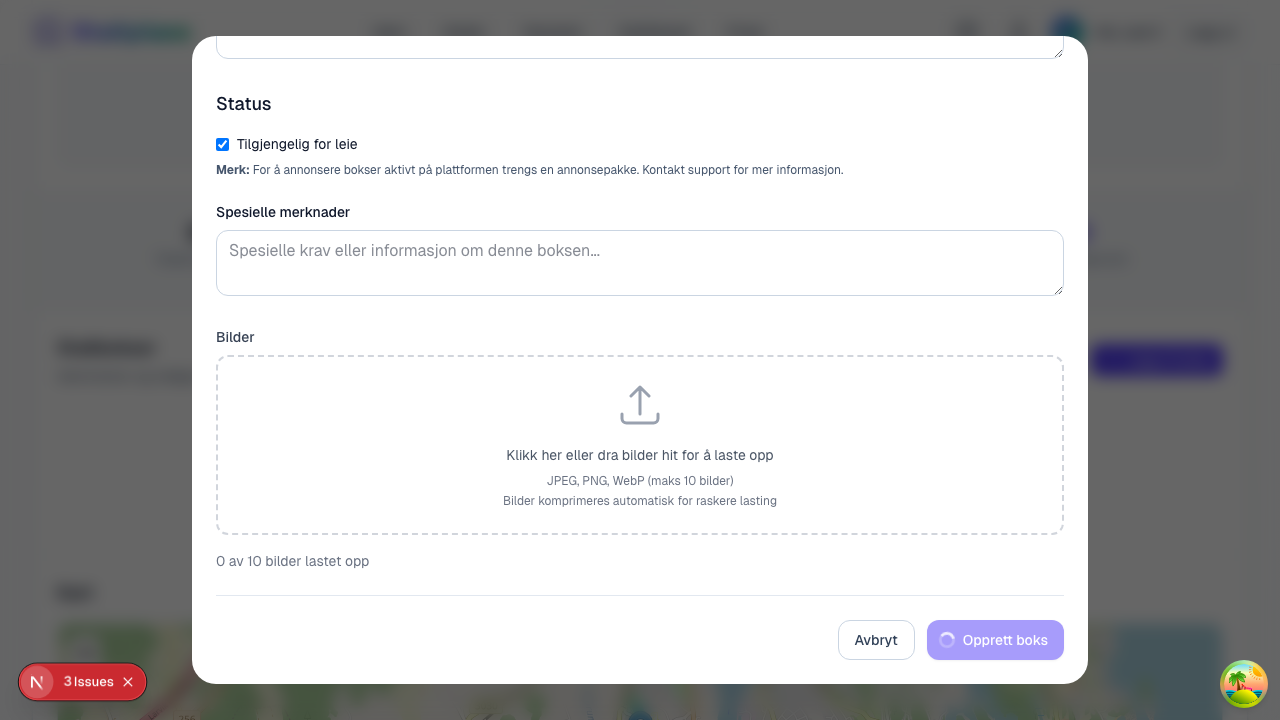 Status
Tilgjengelig for leie
Merk: For å annonsere bokser aktivt på plattformen trengs en annonsepakke. Kontakt support for mer informasjon.
Spesielle merknader
Spesielle krav eller informasjon om denne boksen...
Bilder
Klikk her eller dra bilder hit for å laste opp
JPEG, PNG, WebP (maks 10 bilder)
Bilder komprimeres automatisk for raskere lasting
0 av 10 bilder lastet opp
Avbryt
Opprett boks
N 3 Issues